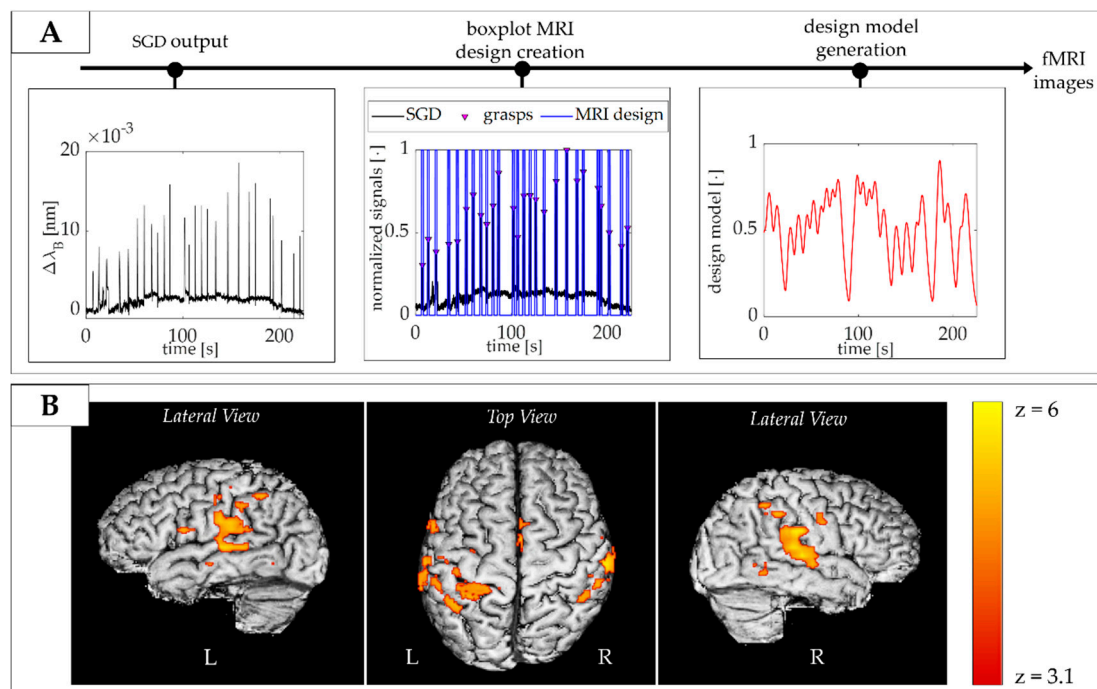 A
SGD output
boxplot MRI
design creation
design model
generation
fMRI
images
×10⁻³
20
10
0
Δλ_B [nm]
0 100 200
time [s]
SGD grasps MRI design
1
0.5
0
normalized signals [·]
0 100 200
time [s]
1
0.5
0
design model [·]
0 100 200
time [s]
B
Lateral View
Top View
Lateral View
L
L R
R
z = 6
z = 3.1